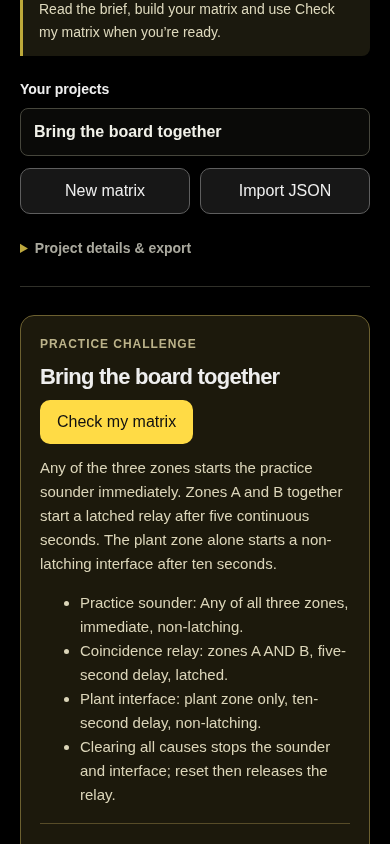 Read the brief, build your matrix and use Check
my matrix when you’re ready.
Your projects
Bring the board together
New matrix
Import JSON
Project details & export
PRACTICE CHALLENGE
Bring the board together
Check my matrix
Any of the three zones starts the practice
sounder immediately. Zones A and B together
start a latched relay after five continuous
seconds. The plant zone alone starts a non-
latching interface after ten seconds.
Practice sounder: Any of all three zones,
immediate, non-latching.
Coincidence relay: zones A AND B, five-
second delay, latched.
Plant interface: plant zone only, ten-
second delay, non-latching.
Clearing all causes stops the sounder
and interface; reset then releases the
relay.